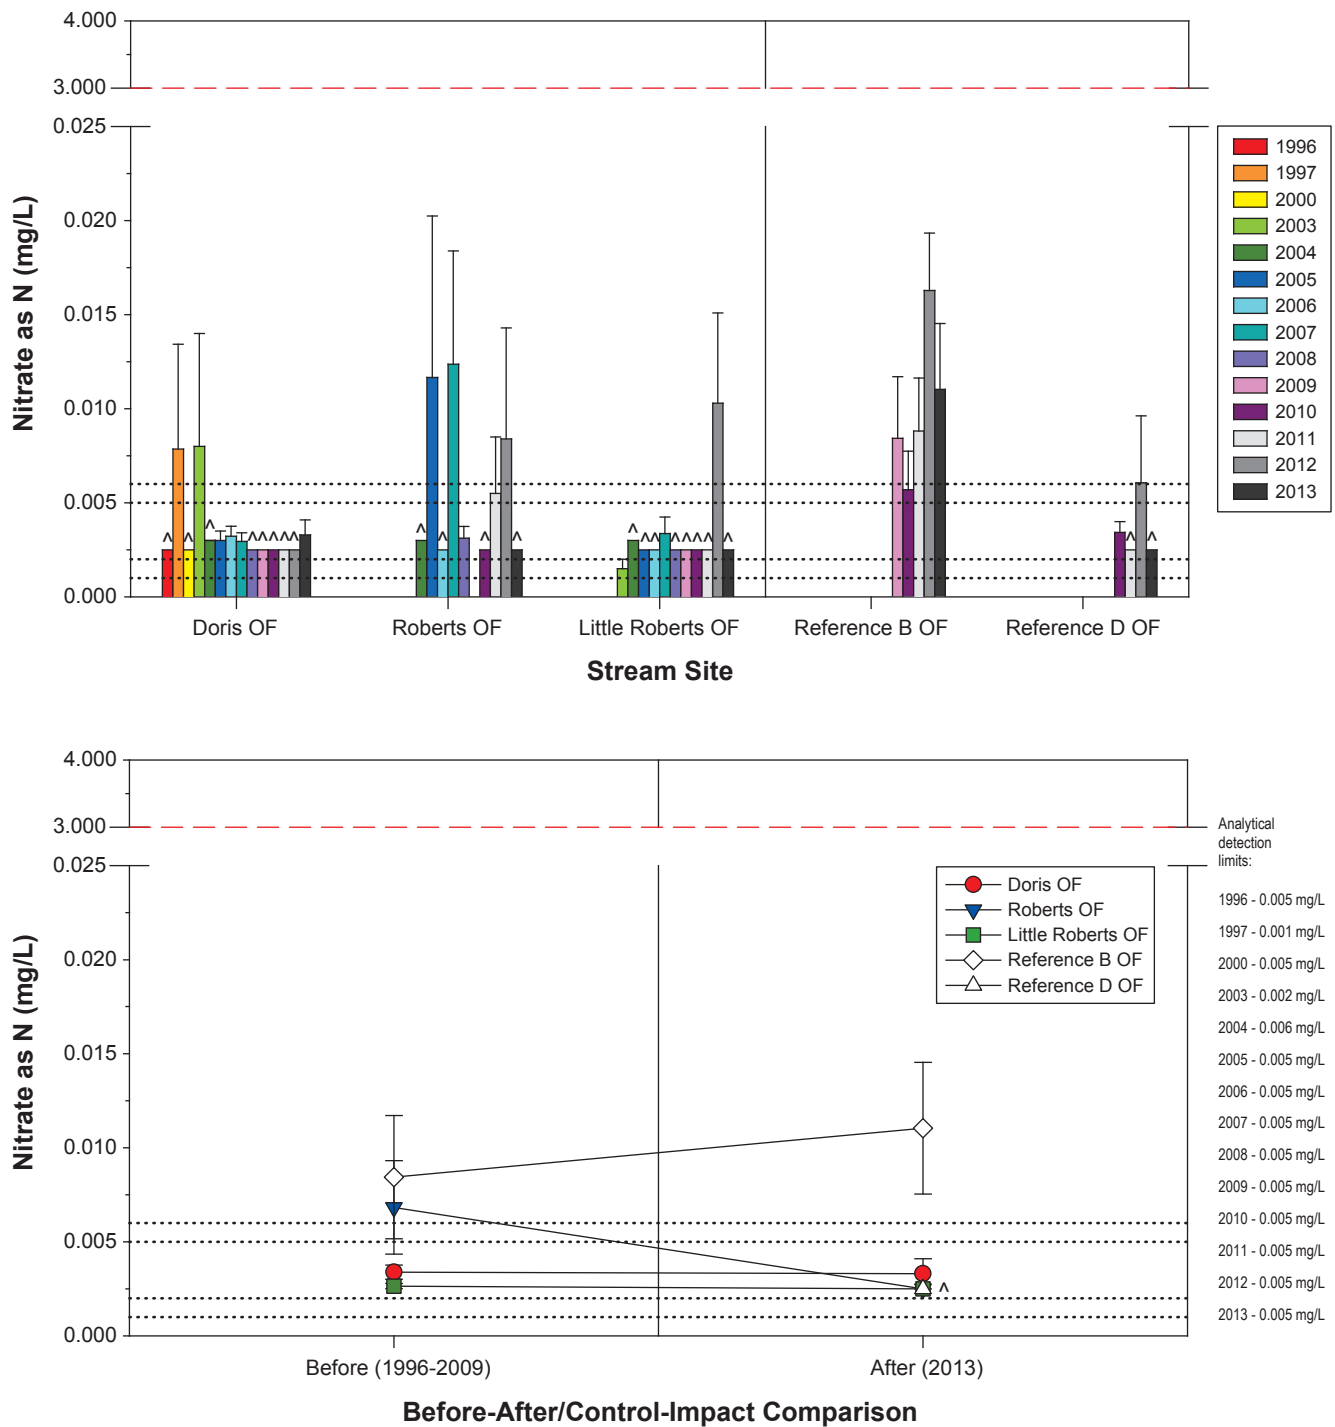 4.000
3.000
0.025
0.020
0.015
0.010
0.005
0.000
Nitrate as N (mg/L)
^ ^ ^ ^ ^ ^ ^ ^
^ ^ ^ ^
^ ^ ^ ^ ^ ^ ^ ^
^ ^
Doris OF
Roberts OF
Little Roberts OF
Reference B OF
Reference D OF
Stream Site
1996
1997
2000
2003
2004
2005
2006
2007
2008
2009
2010
2011
2012
2013
4.000
3.000
0.025
0.020
0.015
0.010
0.005
0.000
Nitrate as N (mg/L)
Doris OF
Roberts OF
Little Roberts OF
Reference B OF
Reference D OF
^
Before (1996-2009)
After (2013)
Before-After/Control-Impact Comparison
Analytical
detection
limits:
1996 - 0.005 mg/L
1997 - 0.001 mg/L
2000 - 0.005 mg/L
2003 - 0.002 mg/L
2004 - 0.006 mg/L
2005 - 0.005 mg/L
2006 - 0.005 mg/L
2007 - 0.005 mg/L
2008 - 0.005 mg/L
2009 - 0.005 mg/L
2010 - 0.005 mg/L
2011 - 0.005 mg/L
2012 - 0.005 mg/L
2013 - 0.005 mg/L